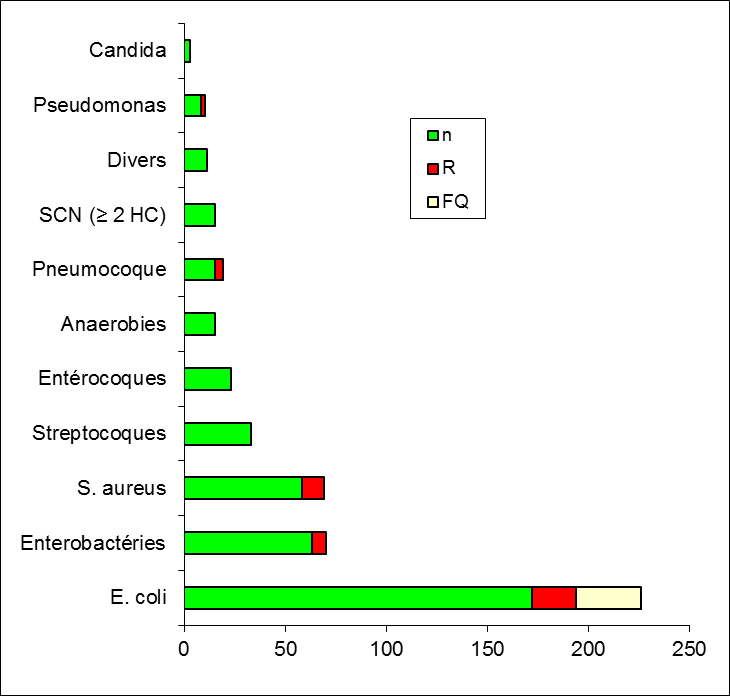 Candida
Pseudomonas
Divers
SCN (≥ 2 HC)
Pneumocoque
Anaerobies
Entérocoques
Streptocoques
S. aureus
Enterobactéries
E. coli
n
R
FQ
0 50 100 150 200 250